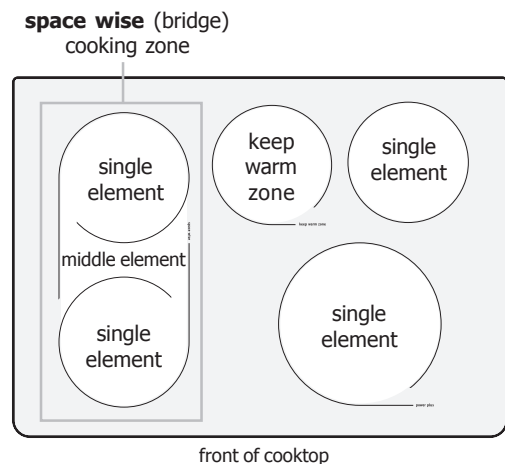 space wise (bridge)
cooking zone
single
element
keep
warm
zone
single
element
keep warm zone
middle element
single
element
single
element
power plus
front of cooktop